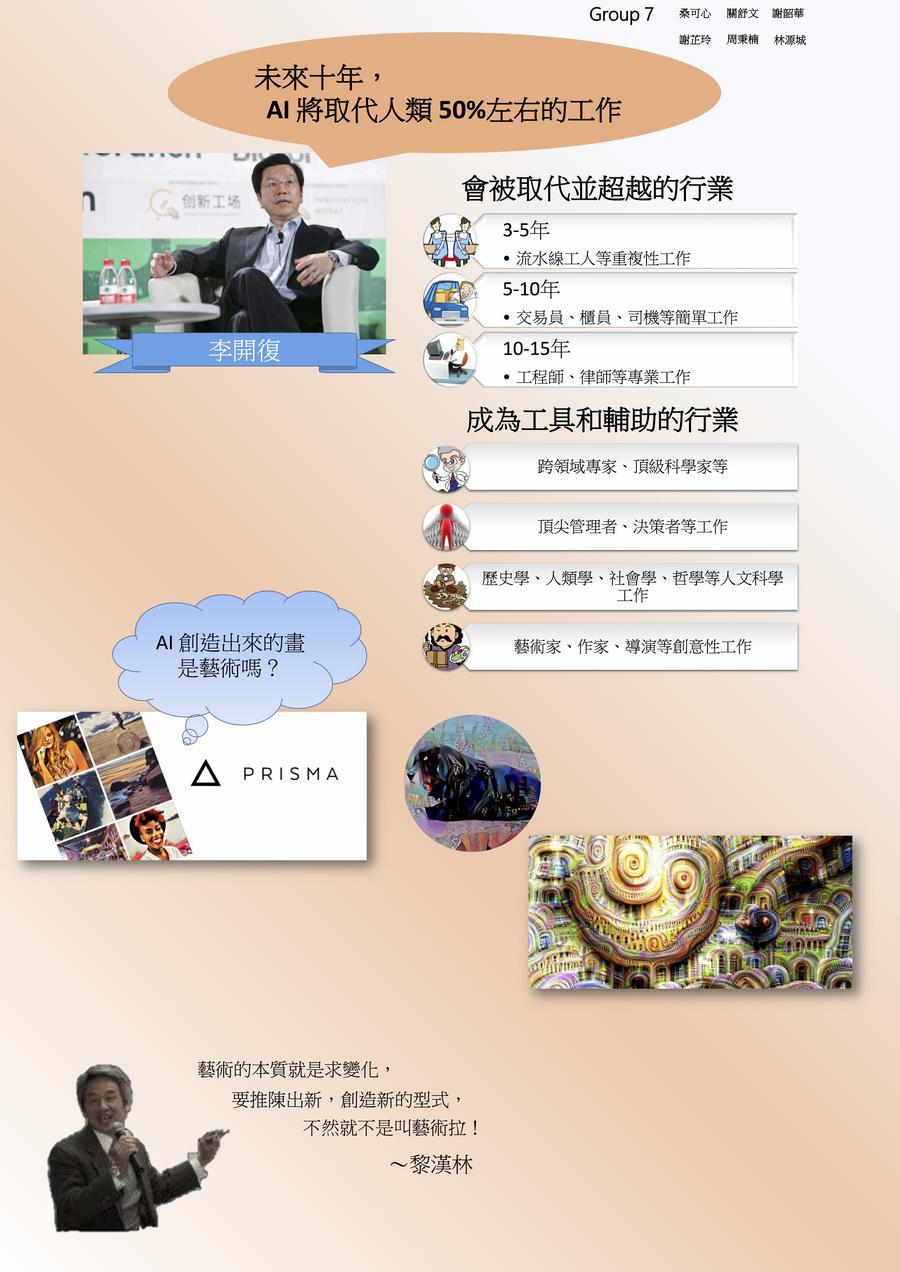 Group 7
桑可心 關舒文 謝韶華
謝芷玲 周秉楠 林源城
未來十年，
AI 將取代人類 50%左右的工作
创新工场
INNOVATION
李開復
會被取代並超越的行業
3-5年
• 流水線工人等重複性工作
5-10年
• 交易員、櫃員、司機等簡單工作
10-15年
• 工程師、律師等專業工作
成為工具和輔助的行業
跨領域專家、頂級科學家等
頂尖管理者、決策者等工作
歷史學、人類學、社會學、哲學等人文科學
工作
藝術家、作家、導演等創意性工作
AI 創造出來的畫
是藝術嗎？
PRISMA
藝術的本質就是求變化，
要推陳出新，創造新的型式，
不然就不是叫藝術拉！
～黎漢林